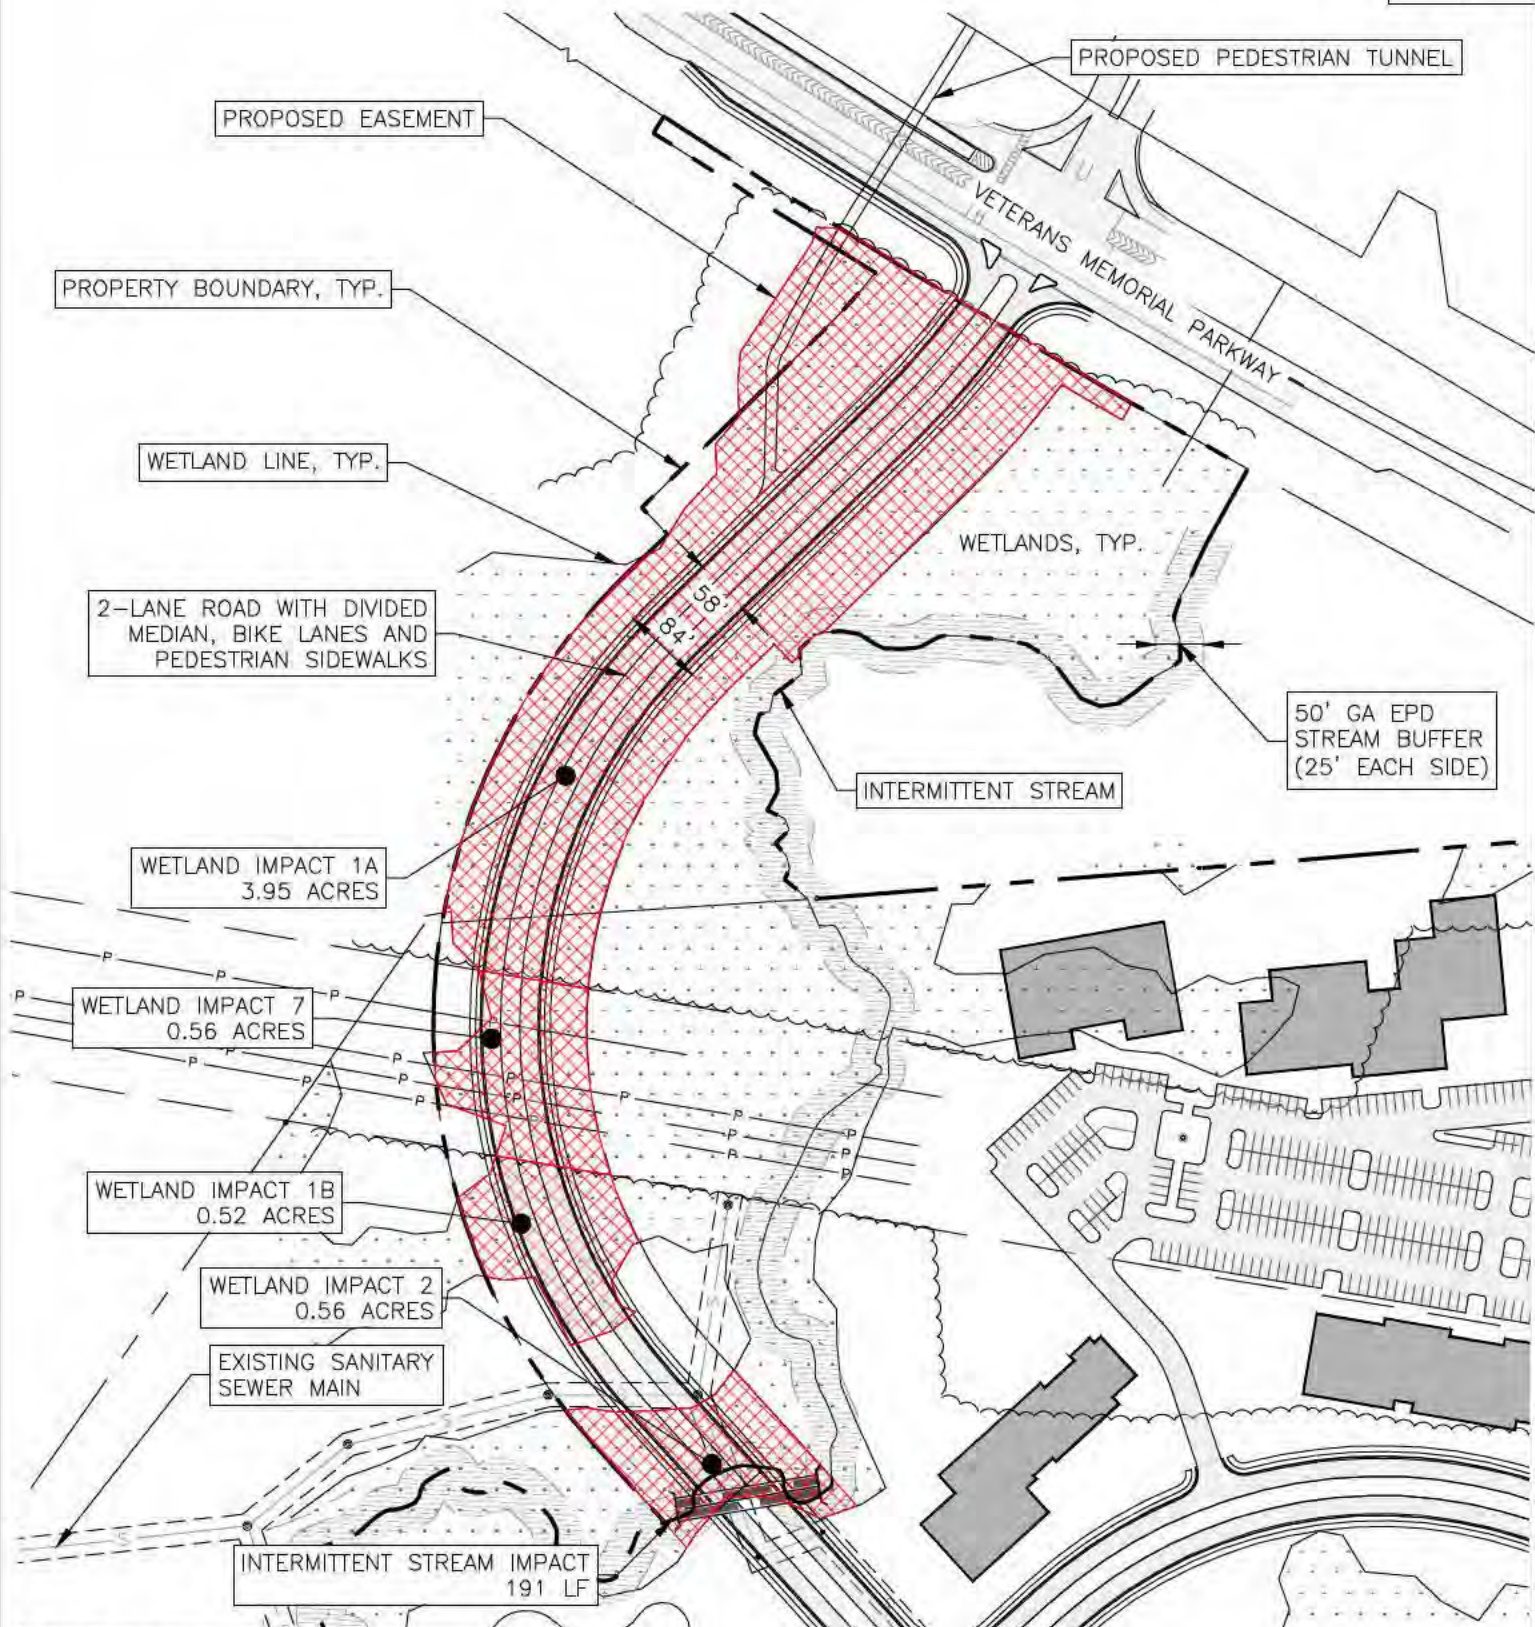 PROPOSED PEDESTRIAN TUNNEL
PROPOSED EASEMENT
VETERANS MEMORIAL PARKWAY
PROPERTY BOUNDARY, TYP.
WETLAND LINE, TYP.
WETLANDS, TYP.
58'
84'
2-LANE ROAD WITH DIVIDED
MEDIAN, BIKE LANES AND
PEDESTRIAN SIDEWALKS
50' GA EPD
STREAM BUFFER
(25' EACH SIDE)
INTERMITTENT STREAM
WETLAND IMPACT 1A
3.95 ACRES
P P P
P
WETLAND IMPACT 7
0.56 ACRES
P P P P P
P P P P P
P P P P
WETLAND IMPACT 1B
0.52 ACRES
WETLAND IMPACT 2
0.56 ACRES
EXISTING SANITARY
SEWER MAIN
S
S
S
INTERMITTENT STREAM IMPACT
191 LF